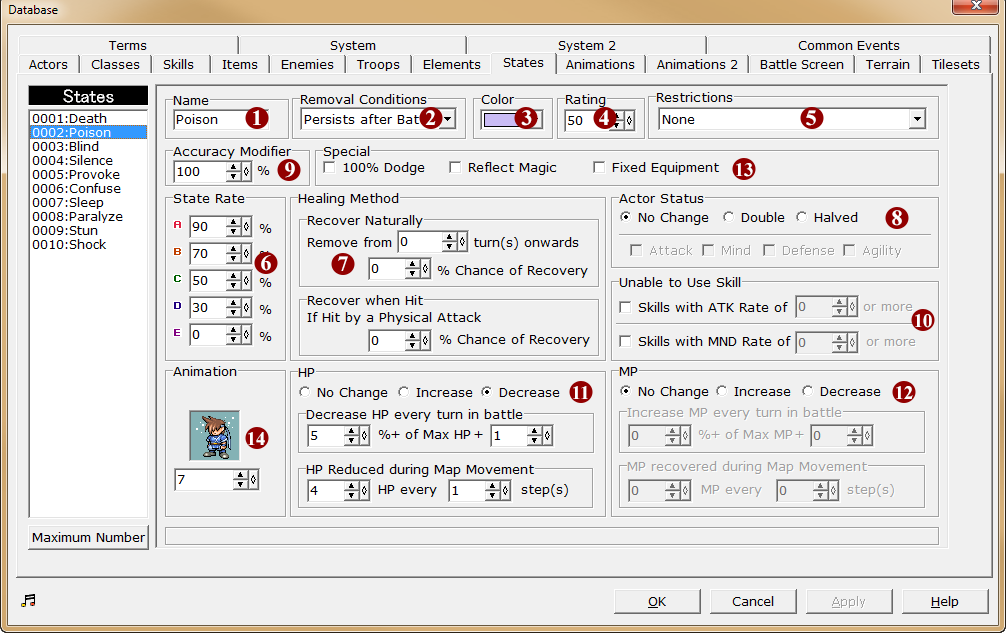 Database
Terms System System 2 Common Events
Actors Classes Skills Items Enemies Troops Elements States Animations Animations 2 Battle Screen Terrain Tilesets
States
0001:Death
0002:Poison
0003:Blind
0004:Silence
0005:Provoke
0006:Confuse
0007:Sleep
0008:Paralyze
0009:Stun
0010:Shock
Maximum Number
Name
Poison 1
Removal Conditions
Persists after Bat 2
Color
3
Rating
50 4
Restrictions
None 5
Accuracy Modifier
100 % 9
Special
100% Dodge Reflect Magic Fixed Equipment 13
State Rate
A 90 %
B 70 % 6
C 50 %
D 30 %
E 0 %
Healing Method
Recover Naturally
Remove from 0 turn(s) onwards
7 0 % Chance of Recovery
Recover when Hit
If Hit by a Physical Attack
0 % Chance of Recovery
Actor Status
No Change Double Halved 8
Attack Mind Defense Agility
Unable to Use Skill
Skills with ATK Rate of 0 or more
10
Skills with MND Rate of 0 or more
Animation
14
7
HP
No Change Increase Decrease 11
Decrease HP every turn in battle
5 %+ of Max HP + 1
HP Reduced during Map Movement
4 HP every 1 step(s)
MP
No Change Increase Decrease 12
Increase MP every turn in battle
0 %+ of Max MP + 0
MP recovered during Map Movement
0 MP every 0 step(s)
OK Cancel Apply Help